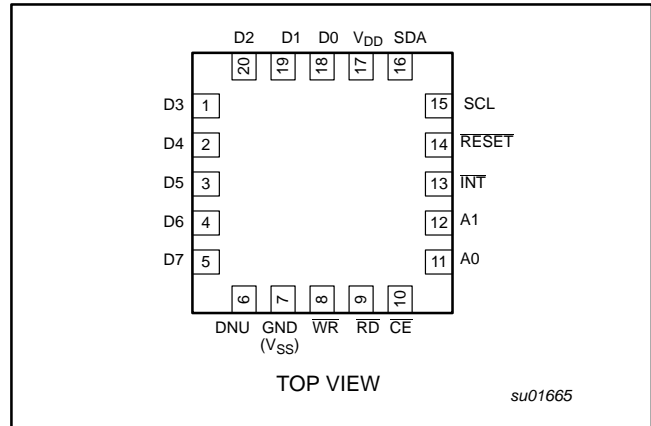 D2 D1 D0 VDD SDA
20 19 18 17 16
D3 1 15 SCL
D4 2 14 RESET
D5 3 13 INT
D6 4 12 A1
D7 5 11 A0
6 7 8 9 10
DNU GND WR RD CE
(VSS)
TOP VIEW
su01665